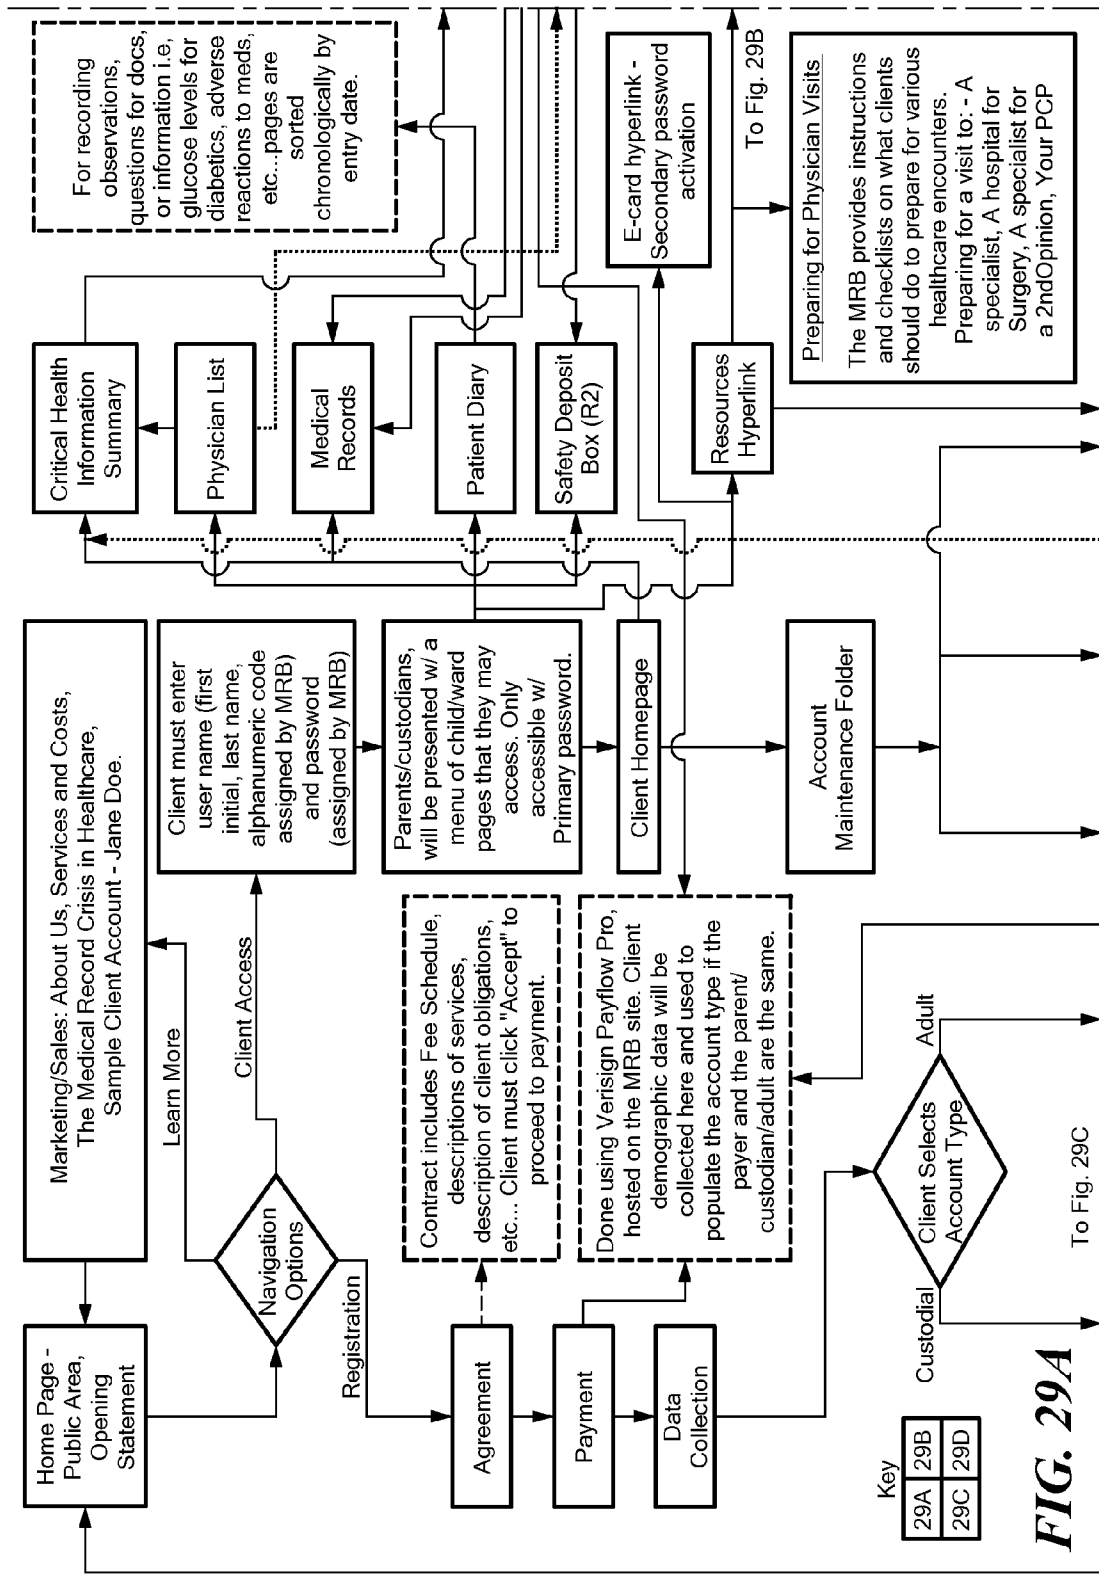 Marketing/Sales: About Us, Services and Costs,
The Medical Record Crisis in Healthcare,
Sample Client Account - Jane Doe.
Home Page -
Public Area,
Opening
Statement
Learn More
Client Access
Navigation
Options
Registration
Client must enter
user name (first
initial, last name,
alphanumeric code
assigned by MRB)
and password
(assigned by MRB)
Parents/custodians,
will be presented w/ a
menu of child/ward
pages that they may
access. Only
accessible w/
Primary password.
Client Homepage
Account
Maintenance Folder
Agreement
Contract includes Fee Schedule,
descriptions of services,
description of client obligations,
etc... Client must click "Accept" to
proceed to payment.
Payment
Done using Verisign Payflow Pro,
hosted on the MRB site. Client
demographic data will be
collected here and used to
populate the account type if the
payer and the parent/
custodian/adult are the same.
Data
Collection
Client Selects
Account Type
Custodial
Adult
To Fig. 29C
Critical Health
Information
Summary
Physician List
Medical
Records
Patient Diary
Safety Deposit
Box (R2)
Resources
Hyperlink
For recording
observations,
questions for docs,
or information i.e,
glucose levels for
diabetics, adverse
reactions to meds,
etc...pages are
sorted
chronologically by
entry date.
E-card hyperlink -
Secondary password
activation
To Fig. 29B
Preparing for Physician Visits
The MRB provides instructions
and checklists on what clients
should do to prepare for various
healthcare encounters.
Preparing for a visit to: - A
specialist, A hospital for
Surgery, A specialist for
a 2ndOpinion, Your PCP
Key
29A 29B
29C 29D
FIG. 29A